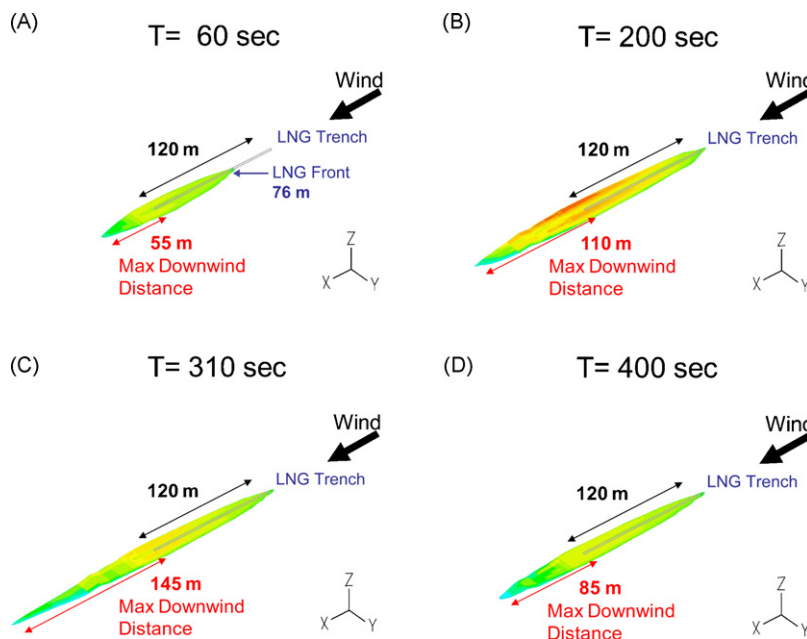 (A)
T= 60 sec
Wind
LNG Trench
120 m
LNG Front
76 m
55 m
Max Downwind
Distance
Z
X
Y
(B)
T= 200 sec
Wind
LNG Trench
120 m
110 m
Max Downwind
Distance
Z
X
Y
(C)
T= 310 sec
Wind
LNG Trench
120 m
145 m
Max Downwind
Distance
Z
X
Y
(D)
T= 400 sec
Wind
LNG Trench
120 m
85 m
Max Downwind
Distance
Z
X
Y